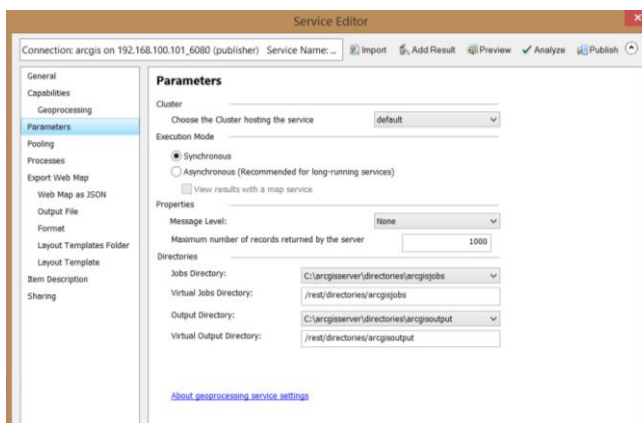 Service Editor
Connection: arcgis on 192.168.100.101_6080 (publisher) Service Name: ... Import Add Result Preview Analyze Publish
General
Capabilities
Geoprocessing
Parameters
Pooling
Processes
Export Web Map
Web Map as JSON
Output File
Format
Layout Templates Folder
Layout Template
Item Description
Sharing
Parameters
Cluster
Choose the Cluster hosting the service default
Execution Mode
Synchronous
Asynchronous (Recommended for long-running services)
View results with a map service
Properties
Message Level: None
Maximum number of records returned by the server 1000
Directories
Jobs Directory: C:\arcgisserver\directories\arcgisjobs
Virtual Jobs Directory: /rest/directories/arcgisjobs
Output Directory: C:\arcgisserver\directories\arcgisoutput
Virtual Output Directory: /rest/directories/arcgisoutput
About geoprocessing service settings